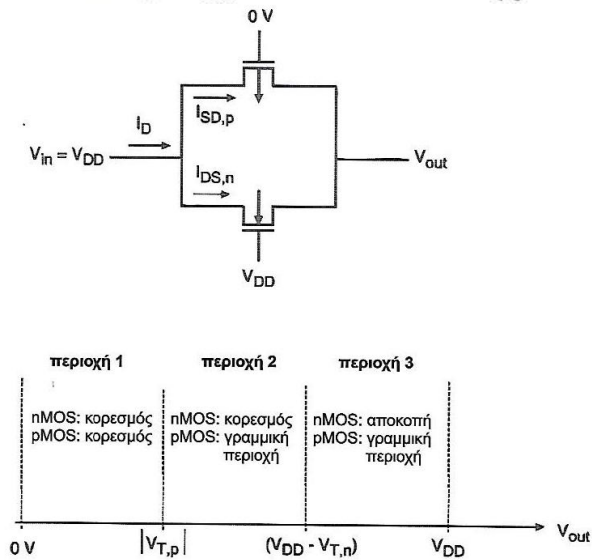 0 V
I_SD,p
I_D
V_in = V_DD
V_out
I_DS,n
V_DD
περιοχή 1
περιοχή 2
περιοχή 3
nMOS: κορεσμός
pMOS: κορεσμός
nMOS: κορεσμός
pMOS: γραμμική
περιοχή
nMOS: αποκοπή
pMOS: γραμμική
περιοχή
0 V
|V_T,p|
(V_DD - V_T,n)
V_DD
V_out